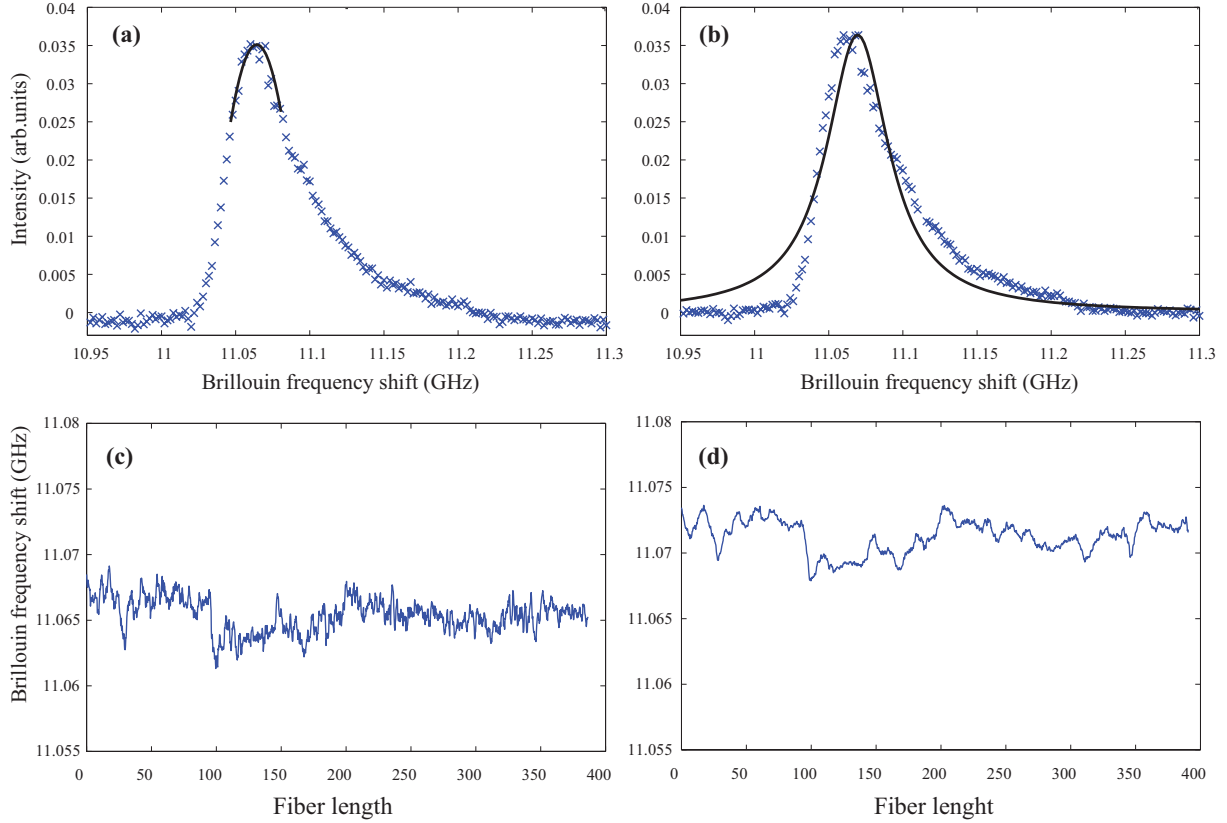 (a)
Intensity (arb.units)
0.04
0.035
0.03
0.025
0.02
0.015
0.01
0.005
0
10.95 11 11.05 11.1 11.15 11.2 11.25 11.3
Brillouin frequency shift (GHz)
(b)
0.04
0.035
0.03
0.025
0.02
0.015
0.01
0.005
0
10.95 11 11.05 11.1 11.15 11.2 11.25 11.3
Brillouin frequency shift (GHz)
(c)
Brillouin frequency shift (GHz)
11.08
11.075
11.07
11.065
11.06
11.055
0 50 100 150 200 250 300 350 400
Fiber length
(d)
11.08
11.075
11.07
11.065
11.06
11.055
0 50 100 150 200 250 300 350 400
Fiber lenght